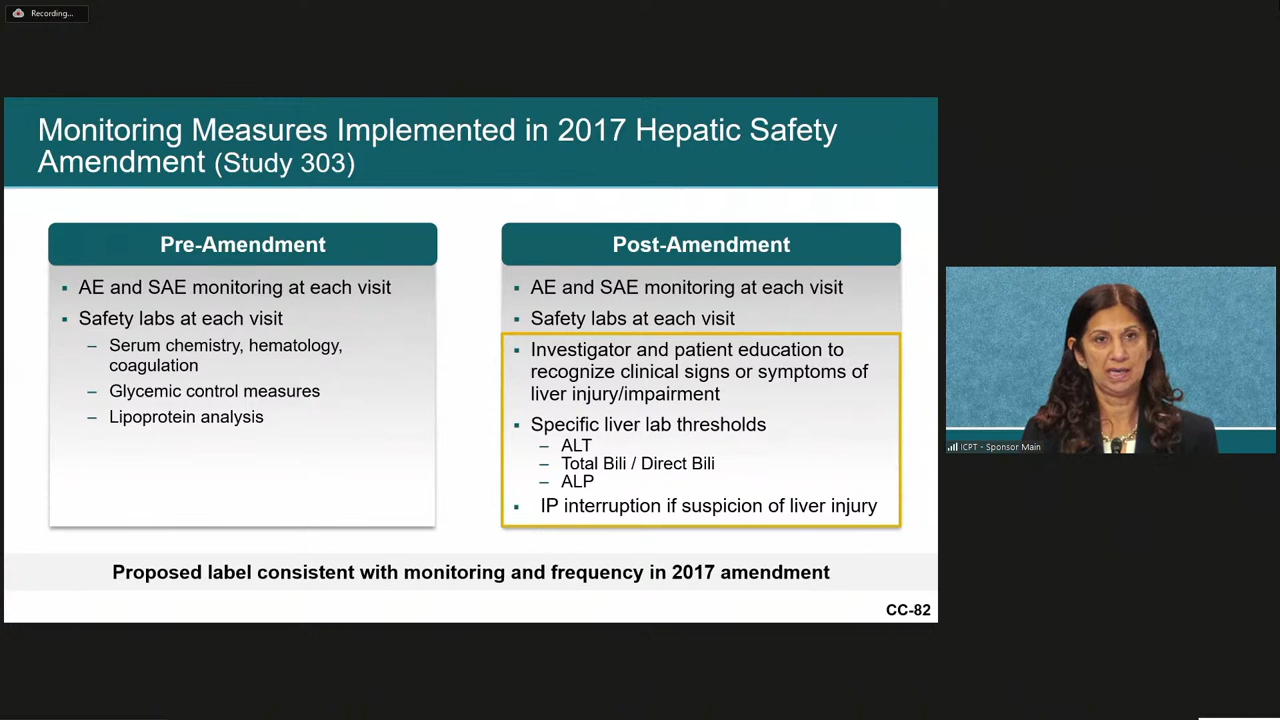 Recording...
Monitoring Measures Implemented in 2017 Hepatic Safety
Amendment (Study 303)
Pre-Amendment
▪ AE and SAE monitoring at each visit
▪ Safety labs at each visit
– Serum chemistry, hematology,
coagulation
– Glycemic control measures
– Lipoprotein analysis
Post-Amendment
▪ AE and SAE monitoring at each visit
▪ Safety labs at each visit
▪ Investigator and patient education to
recognize clinical signs or symptoms of
liver injury/impairment
▪ Specific liver lab thresholds
– ALT
– Total Bili / Direct Bili
– ALP
▪ IP interruption if suspicion of liver injury
Proposed label consistent with monitoring and frequency in 2017 amendment
CC-82
ICPT - Sponsor Main